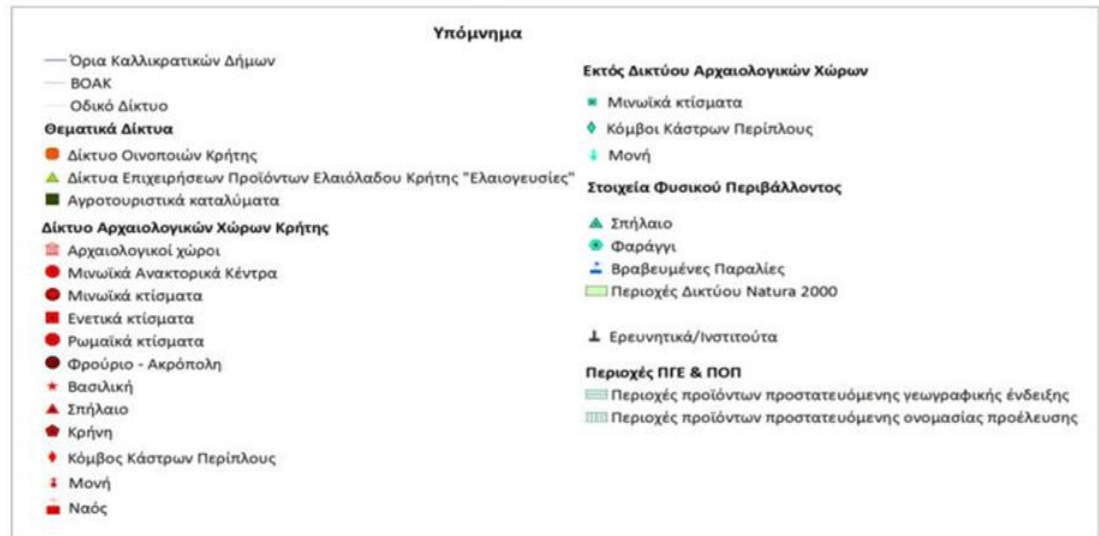 Υπόμνημα
Όρια Καλλικρατικών Δήμων
ΒΟΑΚ
Οδικό Δίκτυο
Θεματικά Δίκτυα
Δίκτυο Οινοποιών Κρήτης
Δίκτυα Επιχειρήσεων Προϊόντων Ελαιόλαδου Κρήτης "Ελαιογευσίες"
Αγροτουριστικά καταλύματα
Δίκτυο Αρχαιολογικών Χώρων Κρήτης
Αρχαιολογικοί χώροι
Μινωϊκά Ανακτορικά Κέντρα
Μινωϊκά κτίσματα
Ενετικά κτίσματα
Ρωμαϊκά κτίσματα
Φρούριο - Ακρόπολη
Βασιλική
Σπήλαιο
Κρήνη
Κόμβος Κάστρων Περίπλους
Μονή
Ναός
Εκτός Δικτύου Αρχαιολογικών Χώρων
Μινωϊκά κτίσματα
Κόμβοι Κάστρων Περίπλους
Μονή
Στοιχεία Φυσικού Περιβάλλοντος
Σπήλαιο
Φαράγγι
Βραβευμένες Παραλίες
Περιοχές Δικτύου Natura 2000
Ερευνητικά/Ινστιτούτα
Περιοχές ΠΓΕ & ΠΟΠ
Περιοχές προϊόντων προστατευόμενης γεωγραφικής ένδειξης
Περιοχές προϊόντων προστατευόμενης ονομασίας προέλευσης